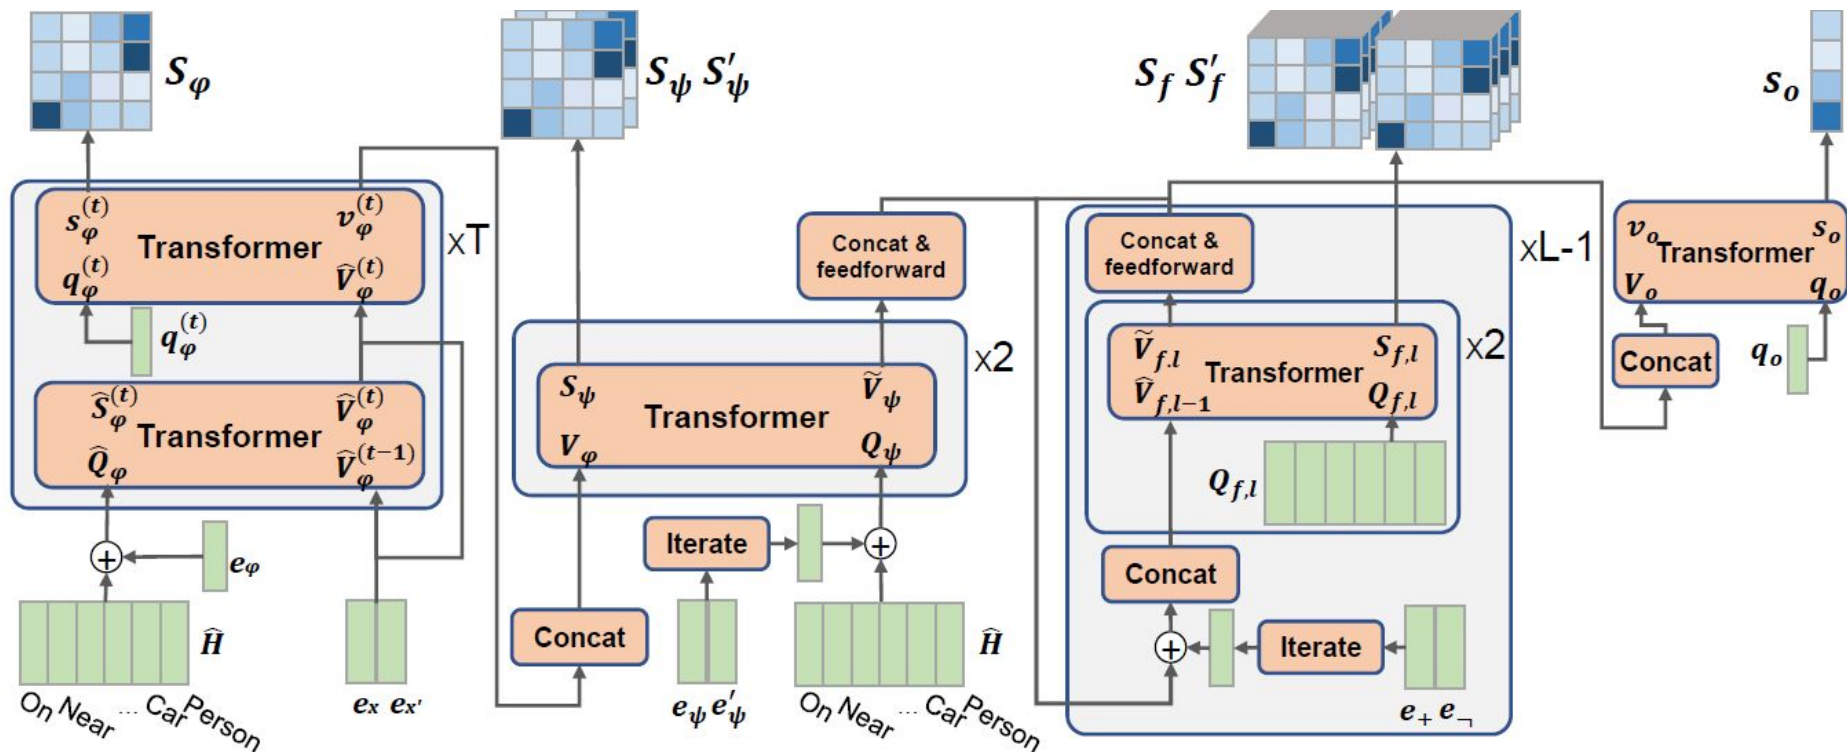 S_φ
S_ψ S'_ψ
S_f S'_f
s_o
s_φ^(t) v_φ^(t)
Transformer
q_φ^(t) V̂_φ^(t)
xT
q_φ^(t)
Ŝ_φ^(t) V̂_φ^(t)
Transformer
Q̂_φ V̂_φ^(t−1)
+
e_φ
Ĥ
On Near ... Car Person
e_x e_x'
Concat &
feedforward
S_ψ Ṽ_ψ
Transformer
V_φ Q_ψ
x2
Iterate
+
Concat
e_ψ e'_ψ
Ĥ
On Near ... Car Person
Concat &
feedforward
xL-1
Ṽ_f.l S_f,l
Transformer
V̂_f,l−1 Q_f,l
x2
Q_f,l
Concat
+
Iterate
e_+ e_¬
v_o s_o
Transformer
V_o q_o
Concat
q_o